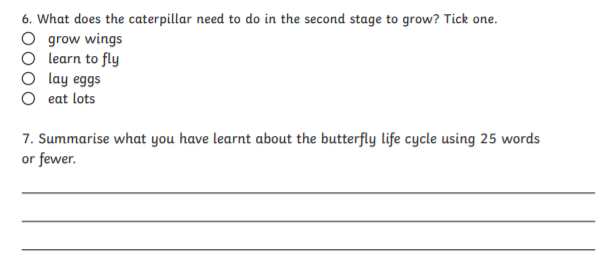 6. What does the caterpillar need to do in the second stage to grow? Tick one.
grow wings
learn to fly
lay eggs
eat lots
7. Summarise what you have learnt about the butterfly life cycle using 25 words
or fewer.